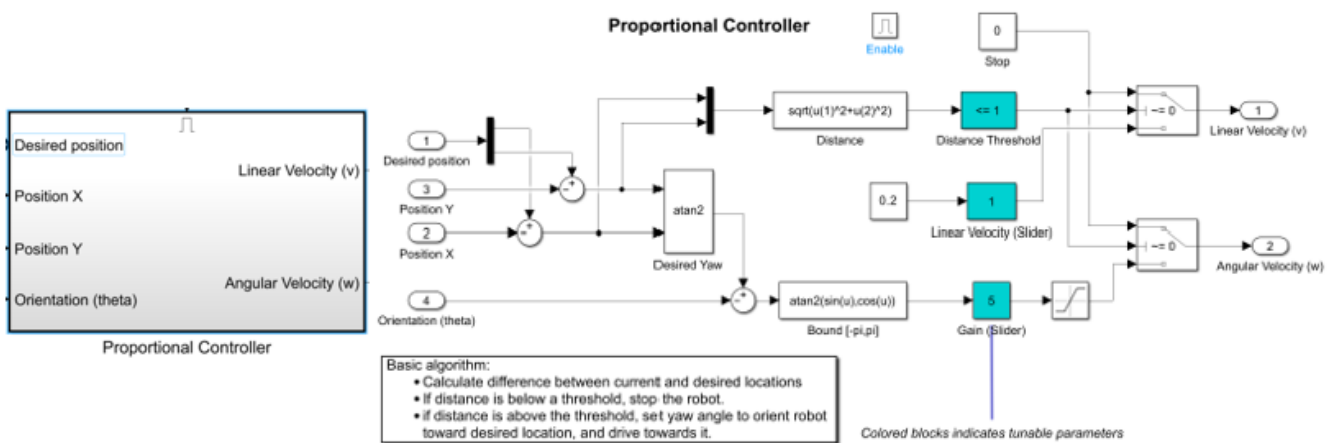 Proportional Controller
Enable
0
Stop
Desired position
Position X
Position Y
Orientation (theta)
Linear Velocity (v)
Angular Velocity (w)
Proportional Controller
1
Desired position
3
Position Y
2
Position X
4
Orientation (theta)
atan2
Desired Yaw
sqrt(u(1)^2+u(2)^2)
Distance
<= 1
Distance Threshold
0.2
1
Linear Velocity (Slider)
atan2(sin(u),cos(u))
Bound [-pi,pi]
5
Gain (Slider)
~= 0
1
Linear Velocity (v)
~= 0
2
Angular Velocity (w)
Basic algorithm:
• Calculate difference between current and desired locations
• If distance is below a threshold, stop the robot.
• if distance is above the threshold, set yaw angle to orient robot
toward desired location, and drive towards it.
Colored blocks indicates tunable parameters